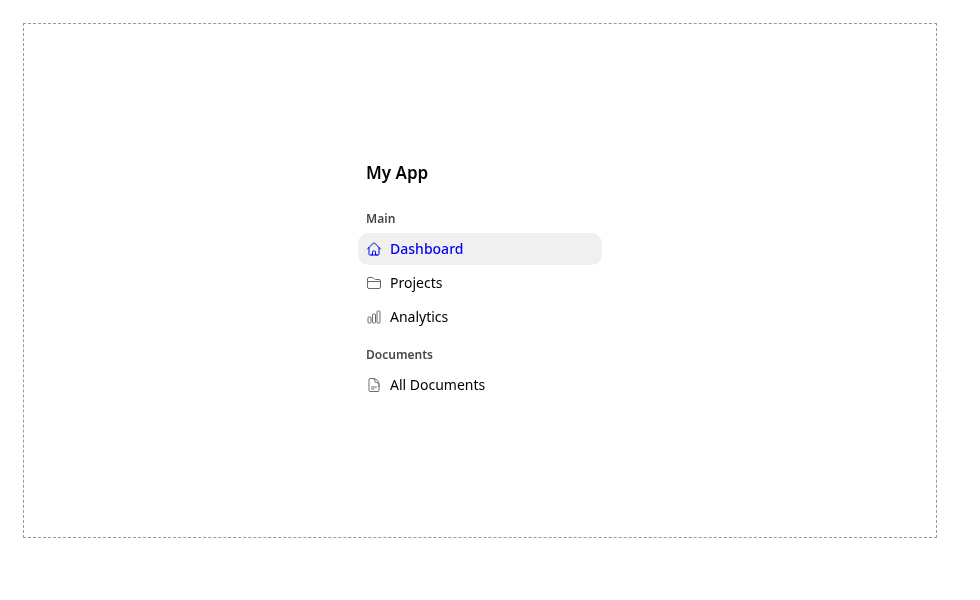 My App
Main
Dashboard
Projects
Analytics
Documents
All Documents